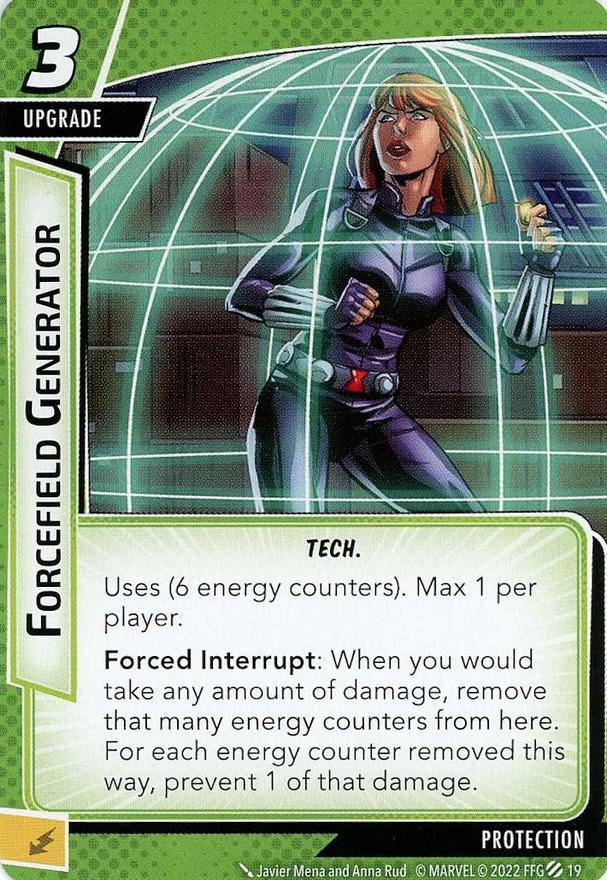 3
UPGRADE
FORCEFIELD GENERATOR
TECH.
Uses (6 energy counters). Max 1 per
player.
Forced Interrupt: When you would
take any amount of damage, remove
that many energy counters from here.
For each energy counter removed this
way, prevent 1 of that damage.
PROTECTION
Javier Mena and Anna Rud © MARVEL © 2022 FFG 19